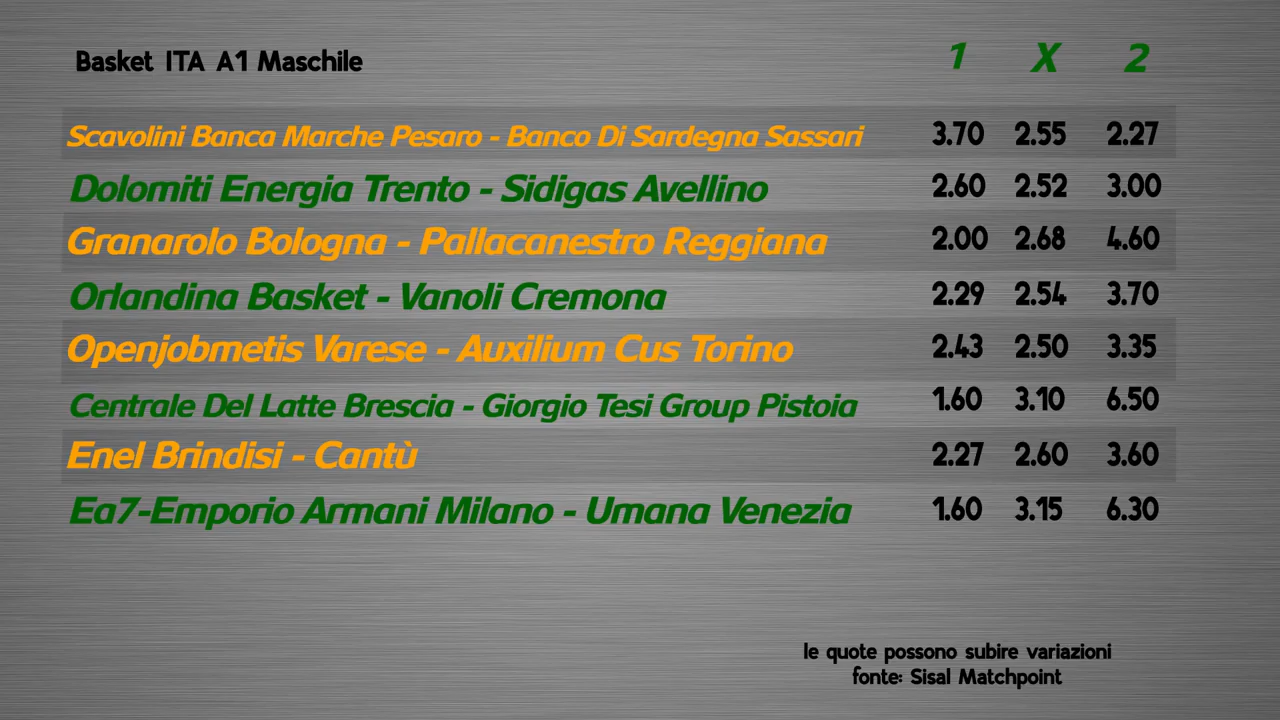 Basket ITA A1 Maschile 1 X 2
Scavolini Banca Marche Pesaro - Banco Di Sardegna Sassari 3.70 2.55 2.27
Dolomiti Energia Trento - Sidigas Avellino 2.60 2.52 3.00
Granarolo Bologna - Pallacanestro Reggiana 2.00 2.68 4.60
Orlandina Basket - Vanoli Cremona 2.29 2.54 3.70
Openjobmetis Varese - Auxilium Cus Torino 2.43 2.50 3.35
Centrale Del Latte Brescia - Giorgio Tesi Group Pistoia 1.60 3.10 6.50
Enel Brindisi - Cantù 2.27 2.60 3.60
Ea7-Emporio Armani Milano - Umana Venezia 1.60 3.15 6.30
le quote possono subire variazioni
fonte: Sisal Matchpoint